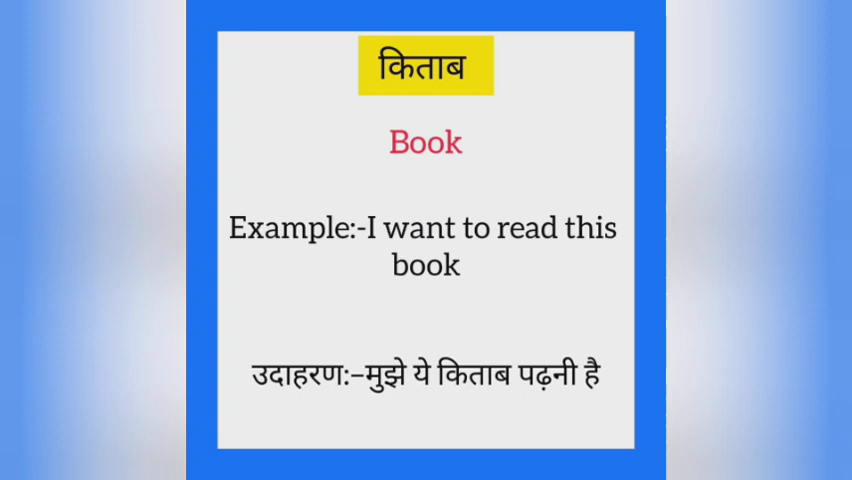 किताब
Book
Example:-I want to read this
book
उदाहरण:–मुझे ये किताब पढ़नी है